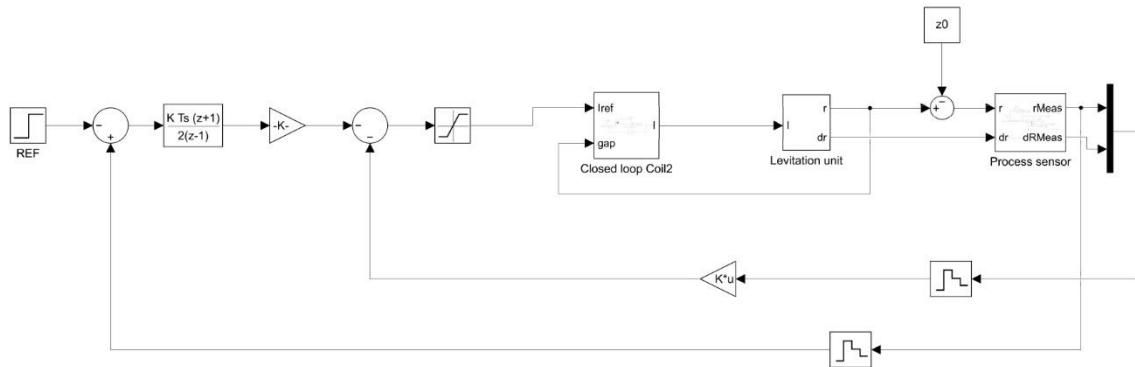 z0
REF
K Ts (z+1)
2(z-1)
-K-
Iref
gap
I
Closed loop Coil2
I
r
dr
Levitation unit
r
dr
rMeas
dRMeas
Process sensor
K*u